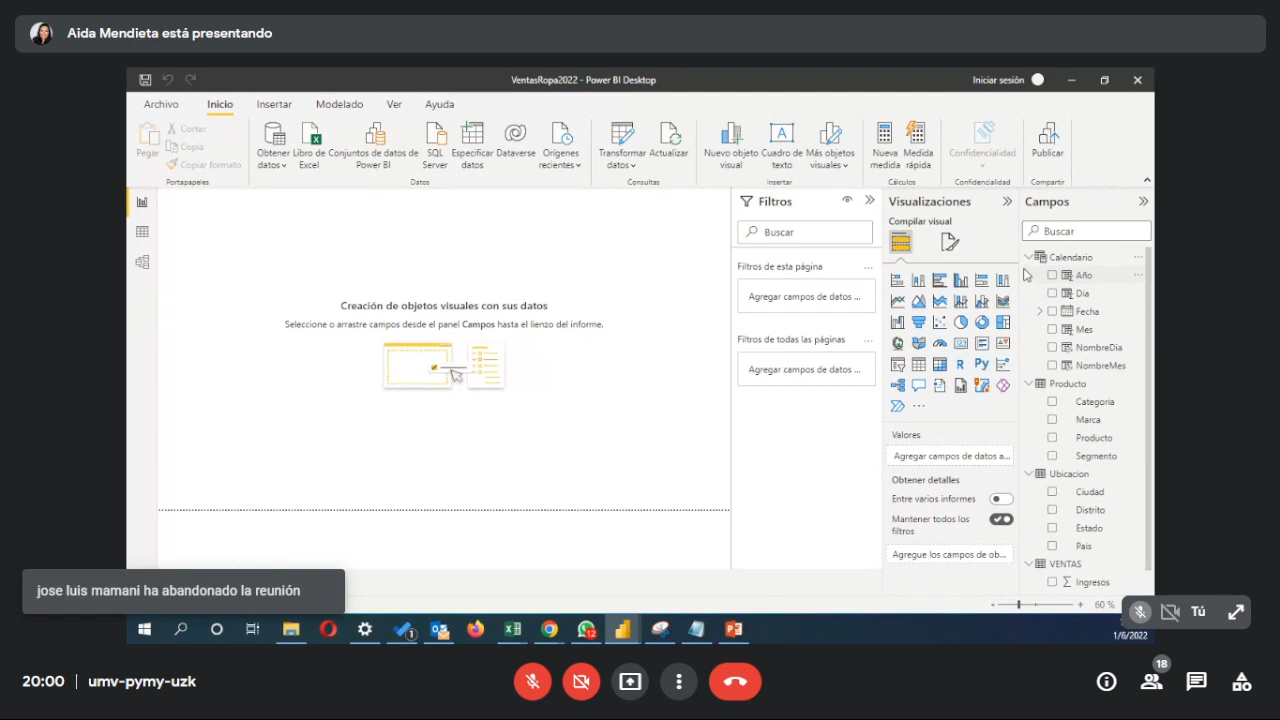 Aida Mendieta está presentando
VentasRopa2022 - Power BI Desktop
Iniciar sesión
Archivo
Inicio
Insertar
Modelado
Ver
Ayuda
Pegar
Cortar
Copia
Copiar formato
Portapapeles
Obtener datos
Libro de Excel
Conjuntos de datos de Power BI
SQL Server
Especificar datos
Dataverse
Orígenes recientes
Datos
Transformar datos
Actualizar
Consultas
Nuevo objeto visual
Cuadro de texto
Más objetos visuales
Insertar
Nueva medida
Medida rápida
Cálculos
Confidencialidad
Confidencialidad
Publicar
Compartir
Creación de objetos visuales con sus datos
Seleccione o arrastre campos desde el panel Campos hasta el lienzo del informe.
Filtros
Buscar
Filtros de esta página
...
Agregar campos de datos ...
Filtros de todas las páginas
...
Agregar campos de datos ...
Visualizaciones
Compilar visual
R
Py
123
...
Valores
Agregar campos de datos a...
Obtener detalles
Entre varios informes
Mantener todos los
filtros
Agregue los campos de ob...
Campos
Buscar
Calendario
Año
Dia
Fecha
Mes
NombreDia
NombreMes
Producto
Categoria
Marca
Producto
Segmento
Ubicacion
Ciudad
Distrito
Estado
Pais
VENTAS
Σ Ingresos
- + 60 %
jose luis mamani ha abandonado la reunión
Tú
1
12
1/6/2022
20:00 | umv-pymy-uzk
18